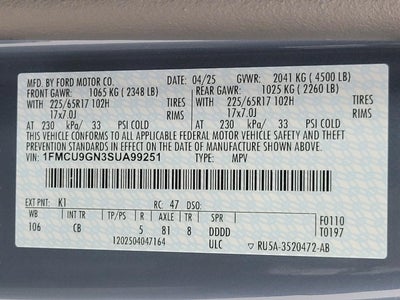 MFD. BY FORD MOTOR CO. 04/25 GVWR: 2041 KG ( 4500 LB)
FRONT GAWR: 1065 KG ( 2348 LB) REAR GAWR: 1025 KG ( 2260 LB)
WITH 225/65R17 102H TIRES WITH 225/65R17 102H TIRES
17x7.0J RIMS 17x7.0J RIMS
AT 230 kPa/ 33 PSI COLD AT 230 kPa/ 33 PSI COLD
THIS VEHICLE CONFORMS TO ALL APPLICABLE FEDERAL MOTOR VEHICLE SAFETY AND THEFT PREVENTION
STANDARDS IN EFFECT ON THE DATE OF MANUFACTURE SHOWN ABOVE.
VIN: 1FMCU9GN3SUA99251 TYPE: MPV
EXT PNT: K1 RC: 47 DSO:
WB INT TR TP/PS R AXLE TR SPR F0110
106 CB 5 81 8 DDDD T0197
1202504047164 ULC RU5A-3520472-AB